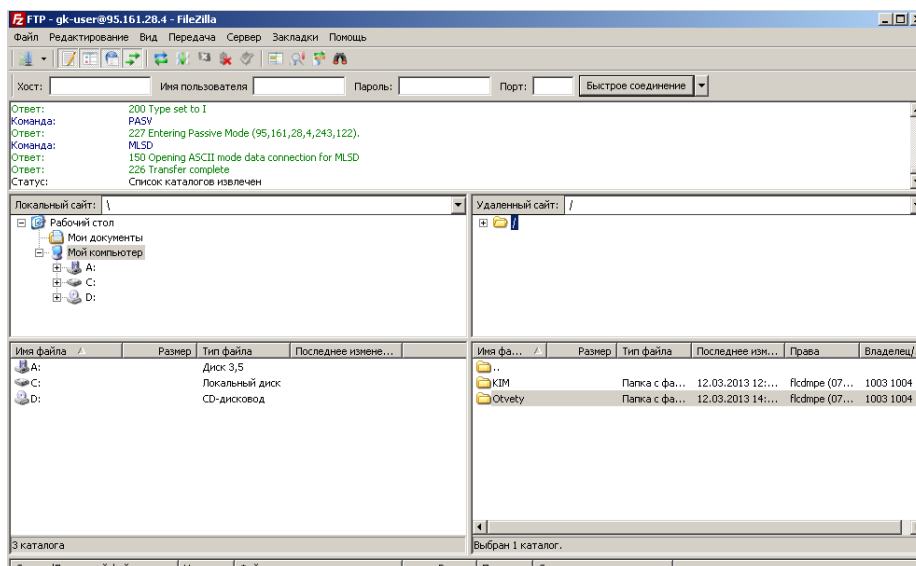 FTP - gk-user@95.161.28.4 - FileZilla
Файл Редактирование Вид Передача Сервер Закладки Помощь
Хост: Имя пользователя Пароль: Порт: Быстрое соединение
Ответ: 200 Type set to I
Команда: PASV
Ответ: 227 Entering Passive Mode (95,161,28,4,243,122).
Команда: MLSD
Ответ: 150 Opening ASCII mode data connection for MLSD
Ответ: 226 Transfer complete
Статус: Список каталогов извлечен
Локальный сайт: \
Рабочий стол
Мои документы
Мой компьютер
A:
C:
D:
Удаленный сайт: /
/
Имя файла Размер Тип файла Последнее измене...
A: Диск 3,5
C: Локальный диск
D: CD-дисковод
3 каталога
Имя фа... Размер Тип файла Последнее изм... Права Владелец/
..
KIM Папка с фа... 12.03.2013 12:... flcdmpe (07... 1003 1004
Otvety Папка с фа... 12.03.2013 14:... flcdmpe (07... 1003 1004
Выбран 1 каталог.